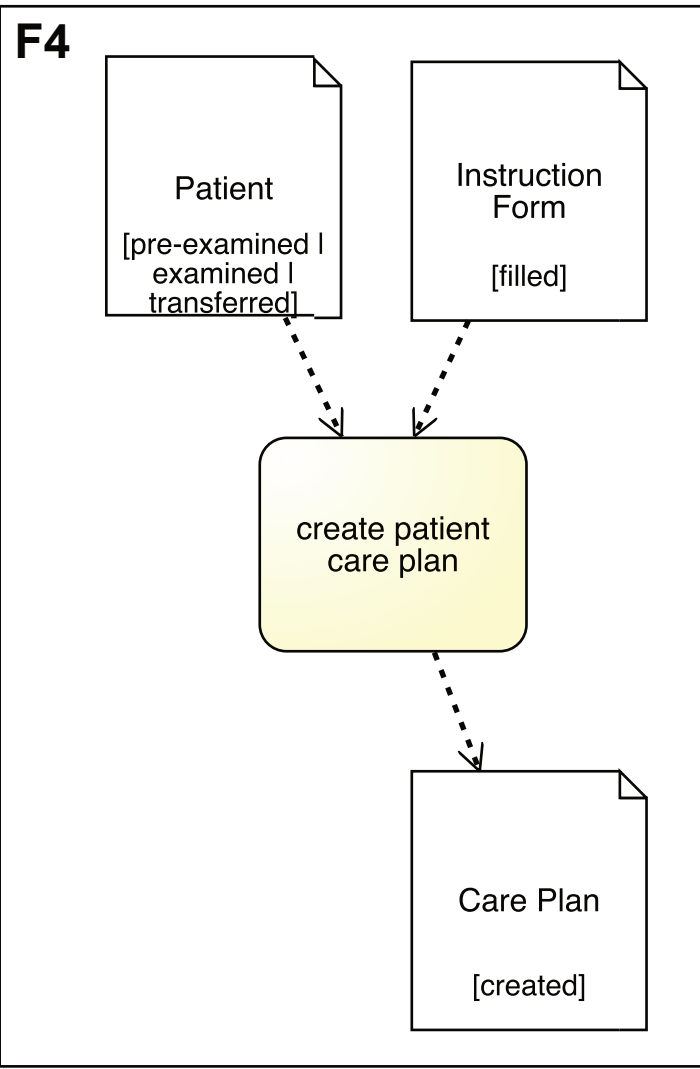 F4
Patient
[pre-examined |
examined |
transferred]
Instruction
Form
[filled]
create patient
care plan
Care Plan
[created]